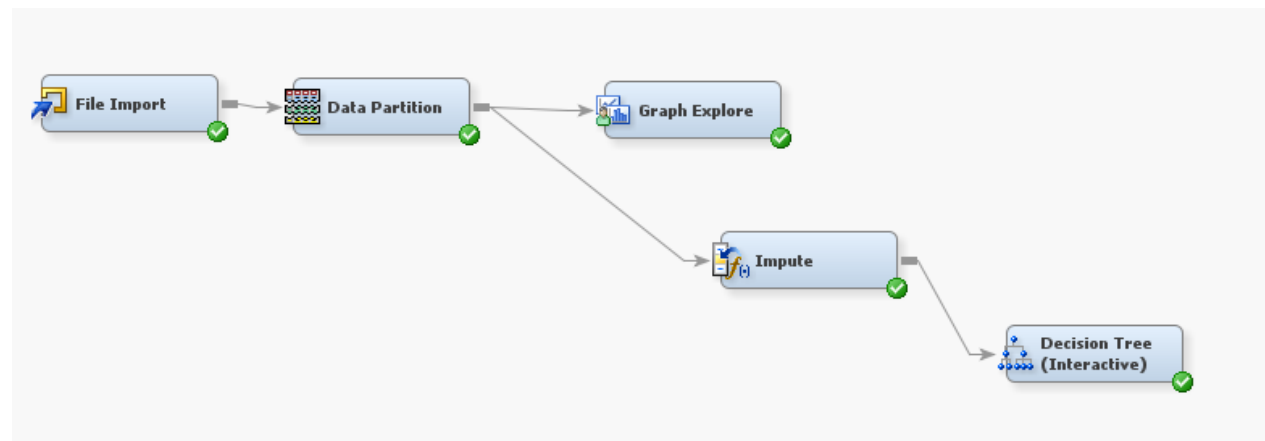 File Import
Data Partition
Graph Explore
Impute
Decision Tree
(Interactive)